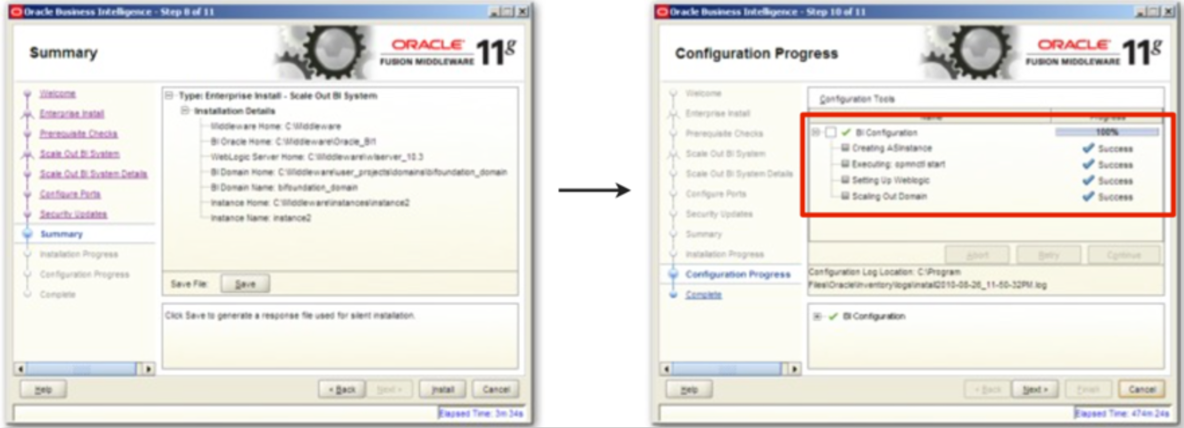 Oracle Business Intelligence - Step 8 of 11
Summary
ORACLE
FUSION MIDDLEWARE 11g
Welcome
Enterprise Install
Prerequisite Checks
Scale Out BI System
Scale Out BI System Details
Configure Ports
Security Updates
Summary
Installation Progress
Configuration Progress
Complete
Type: Enterprise Install - Scale Out BI System
Installation Details
Middleware Home: C:\Middleware
BI Oracle Home: C:\Middleware\Oracle_BI1
WebLogic Server Home: C:\Middleware\wlserver_10.3
BI Domain Home: C:\Middleware\user_projects\domains\bifoundation_domain
BI Domain Name: bifoundation_domain
Instance Home: C:\Middleware\instances\instance2
Instance Name: instance2
Save File: Save
Click Save to generate a response file used for silent installation.
Help
< Back Next > Install Cancel
Elapsed Time: 3m 34s
Oracle Business Intelligence - Step 10 of 11
Configuration Progress
ORACLE
FUSION MIDDLEWARE 11g
Welcome
Enterprise Install
Prerequisite Checks
Scale Out BI System
Scale Out BI System Details
Configure Ports
Security Updates
Summary
Installation Progress
Configuration Progress
Complete
Configuration Tools
Name Progress
BI Configuration 100%
Creating ASInstance Success
Executing: opmnctl start Success
Setting Up Weblogic Success
Scaling Out Domain Success
Abort Retry Continue
Configuration Log Location: C:\Program
Files\Oracle\Inventory\logs\install2010-08-26_11-50-32PM.log
BI Configuration
Help
< Back Next > Finish Cancel
Elapsed Time: 474m 24s